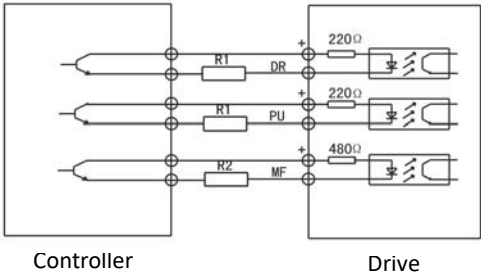 + 220Ω
R1 DR
+ 220Ω
R1 PU
+ 480Ω
R2 MF
Controller Drive